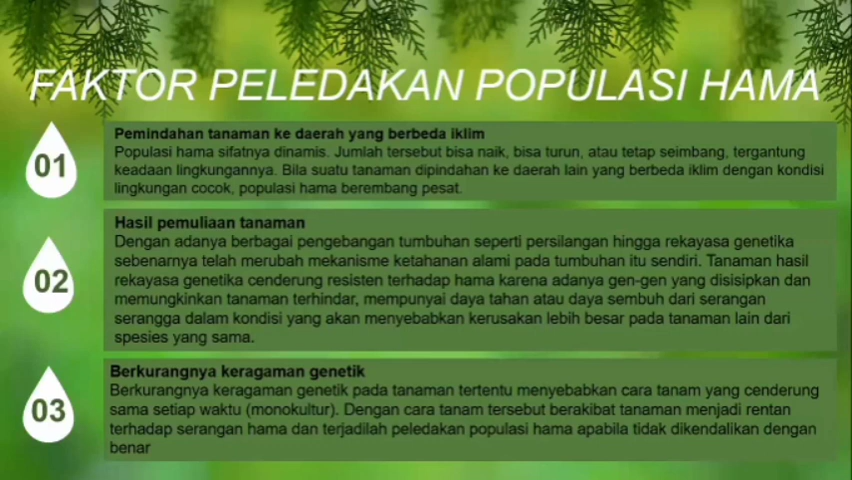 FAKTOR PELEDAKAN POPULASI HAMA
01
Pemindahan tanaman ke daerah yang berbeda iklim
Populasi hama sifatnya dinamis. Jumlah tersebut bisa naik, bisa turun, atau tetap seimbang, tergantung
keadaan lingkungannya. Bila suatu tanaman dipindahan ke daerah lain yang berbeda iklim dengan kondisi
lingkungan cocok, populasi hama berembang pesat.
02
Hasil pemuliaan tanaman
Dengan adanya berbagai pengebangan tumbuhan seperti persilangan hingga rekayasa genetika
sebenarnya telah merubah mekanisme ketahanan alami pada tumbuhan itu sendiri. Tanaman hasil
rekayasa genetika cenderung resisten terhadap hama karena adanya gen-gen yang disisipkan dan
memungkinkan tanaman terhindar, mempunyai daya tahan atau daya sembuh dari serangan
serangga dalam kondisi yang akan menyebabkan kerusakan lebih besar pada tanaman lain dari
spesies yang sama.
03
Berkurangnya keragaman genetik
Berkurangnya keragaman genetik pada tanaman tertentu menyebabkan cara tanam yang cenderung
sama setiap waktu (monokultur). Dengan cara tanam tersebut berakibat tanaman menjadi rentan
terhadap serangan hama dan terjadilah peledakan populasi hama apabila tidak dikendalikan dengan
benar